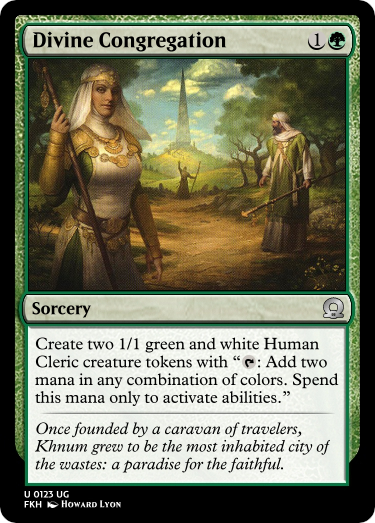 Divine Congregation 1
Sorcery
Create two 1/1 green and white Human
Cleric creature tokens with “: Add two
mana in any combination of colors. Spend
this mana only to activate abilities.”
Once founded by a caravan of travelers,
Khnum grew to be the most inhabited city of
the wastes: a paradise for the faithful.
U 0123 UG
FKH Howard Lyon